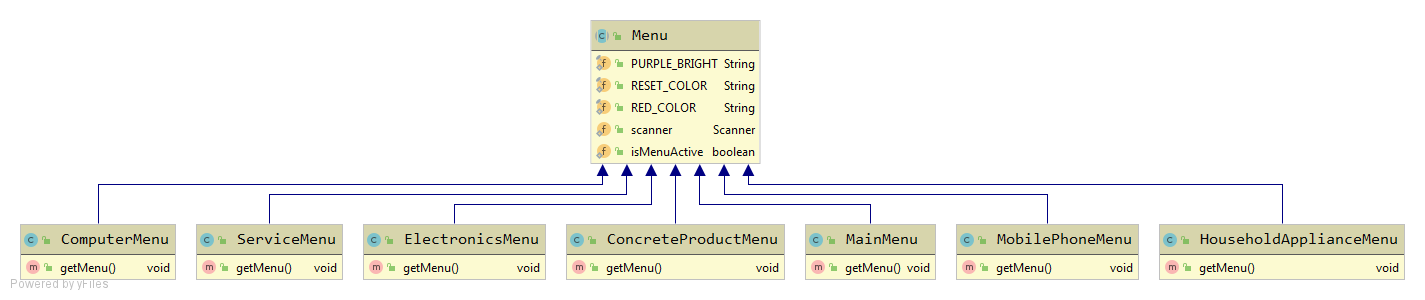 Menu
PURPLE_BRIGHT String
RESET_COLOR String
RED_COLOR String
scanner Scanner
isMenuActive boolean
ComputerMenu
getMenu() void
ServiceMenu
getMenu() void
ElectronicsMenu
getMenu() void
ConcreteProductMenu
getMenu() void
MainMenu
getMenu() void
MobilePhoneMenu
getMenu() void
HouseholdApplianceMenu
getMenu() void
Powered by yFiles